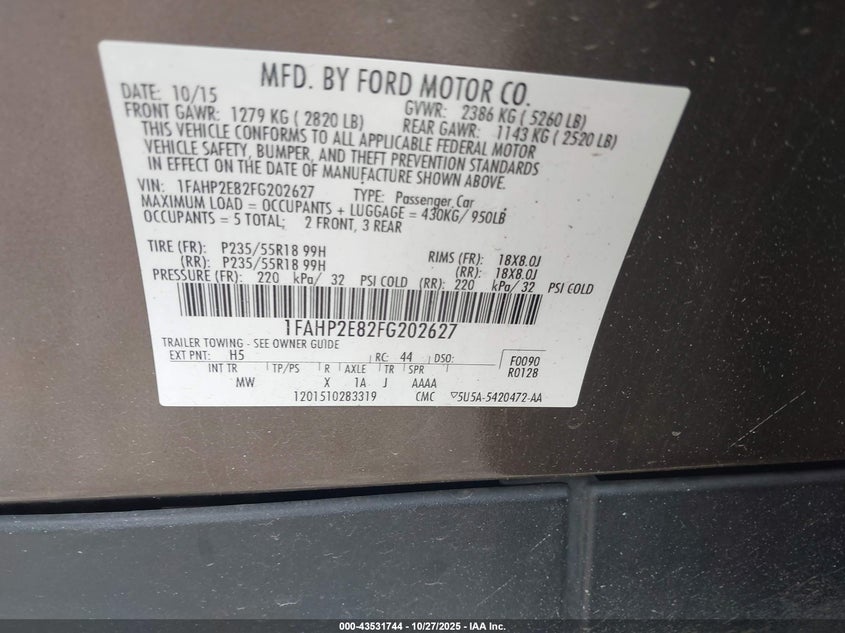 MFD. BY FORD MOTOR CO.
DATE: 10/15 GVWR: 2386 KG ( 5260 LB)
FRONT GAWR: 1279 KG ( 2820 LB) REAR GAWR: 1143 KG ( 2520 LB)
THIS VEHICLE CONFORMS TO ALL APPLICABLE FEDERAL MOTOR
VEHICLE SAFETY, BUMPER, AND THEFT PREVENTION STANDARDS
IN EFFECT ON THE DATE OF MANUFACTURE SHOWN ABOVE.
VIN: 1FAHP2E82FG202627 TYPE: Passenger Car
MAXIMUM LOAD = OCCUPANTS + LUGGAGE = 430KG/ 950LB
OCCUPANTS = 5 TOTAL; 2 FRONT, 3 REAR
TIRE (FR): P235/55R18 99H RIMS (FR): 18X8.0J
(RR): P235/55R18 99H (RR): 18X8.0J
PRESSURE (FR): 220 kPa/ 32 PSI COLD (RR): 220 kPa/ 32 PSI COLD
1FAHP2E82FG202627
TRAILER TOWING - SEE OWNER GUIDE
EXT PNT: H5 RC: 44 DSO: F0090
R0128
INT TR TP/PS R AXLE TR SPR
MW X 1A J AAAA
1201510283319 CMC ▽5U5A-5420472-AA
000-43531744 | 10/27/2025 - IAA Inc.